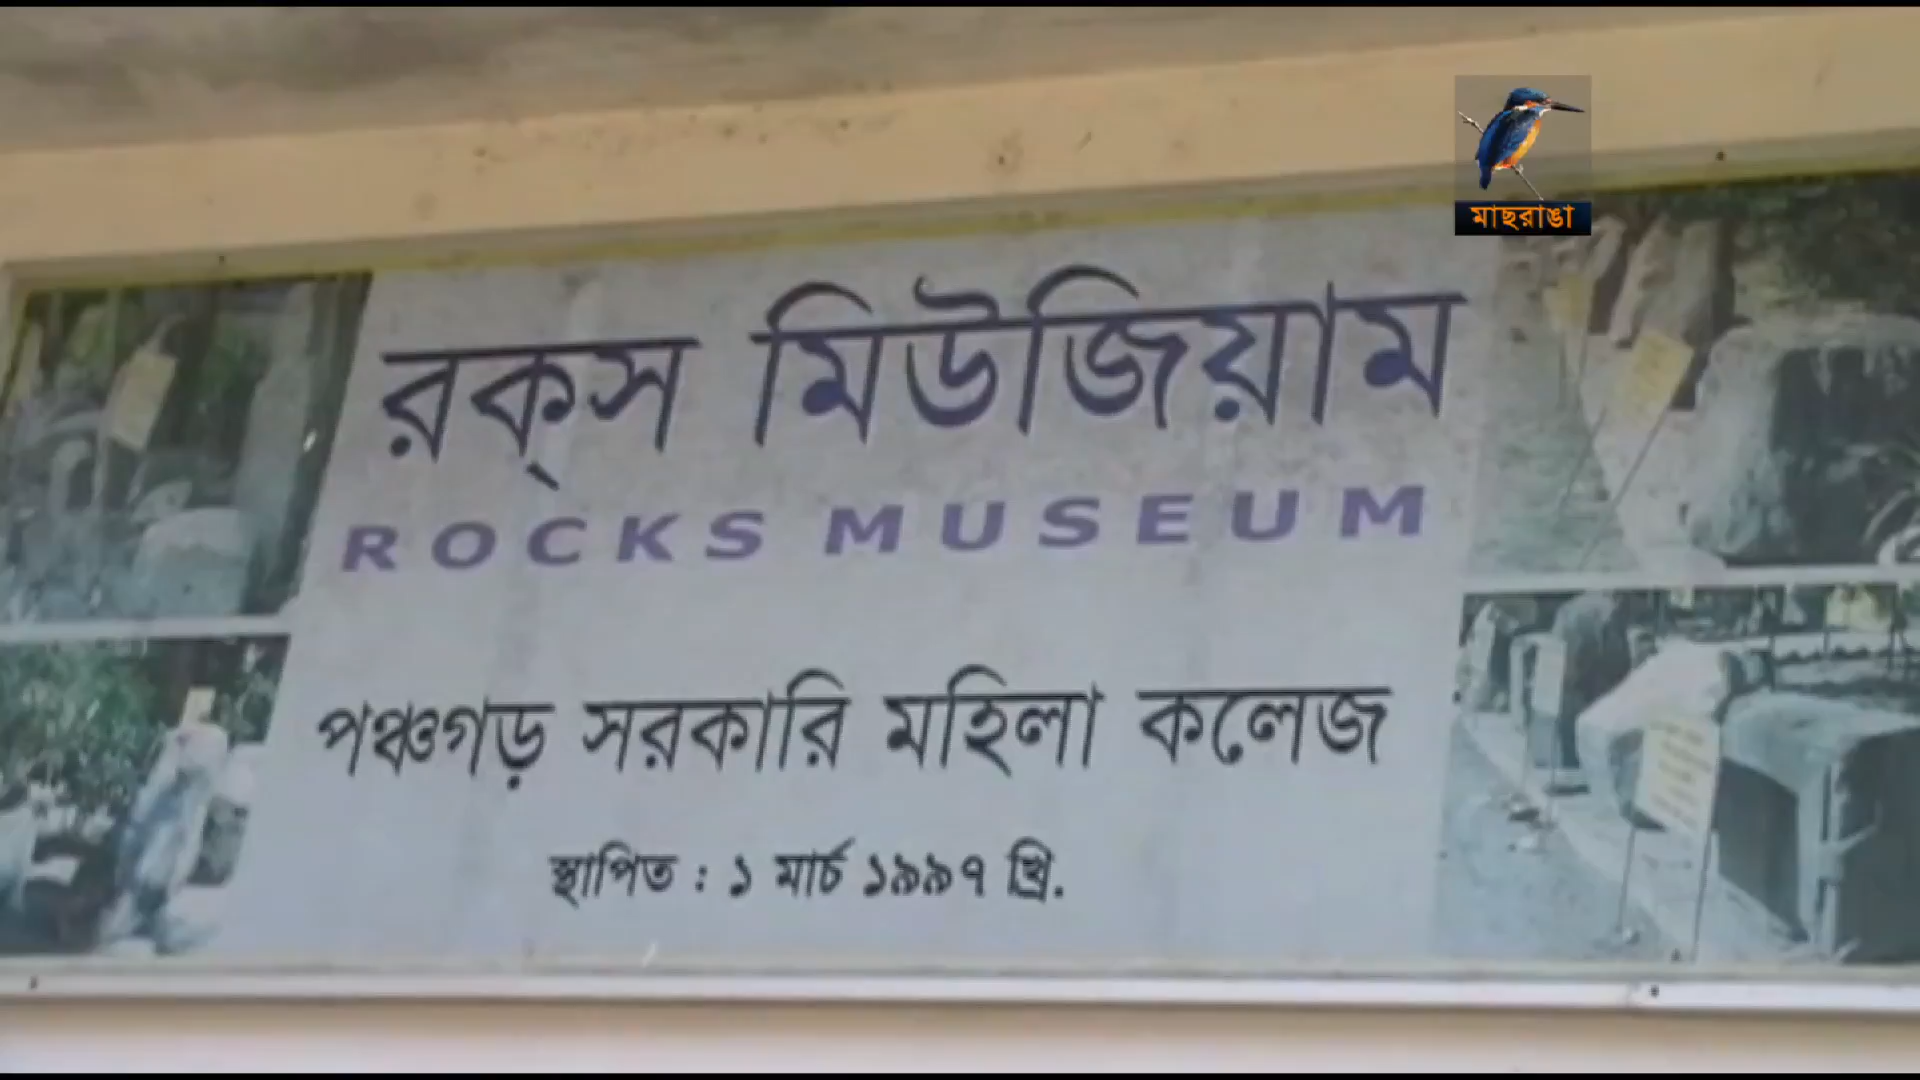 মাছরাঙা
রক্স মিউজিয়াম
ROCKS MUSEUM
পঞ্চগড় সরকারি মহিলা কলেজ
স্থাপিত : ১ মার্চ ১৯৯৭ খ্রি.